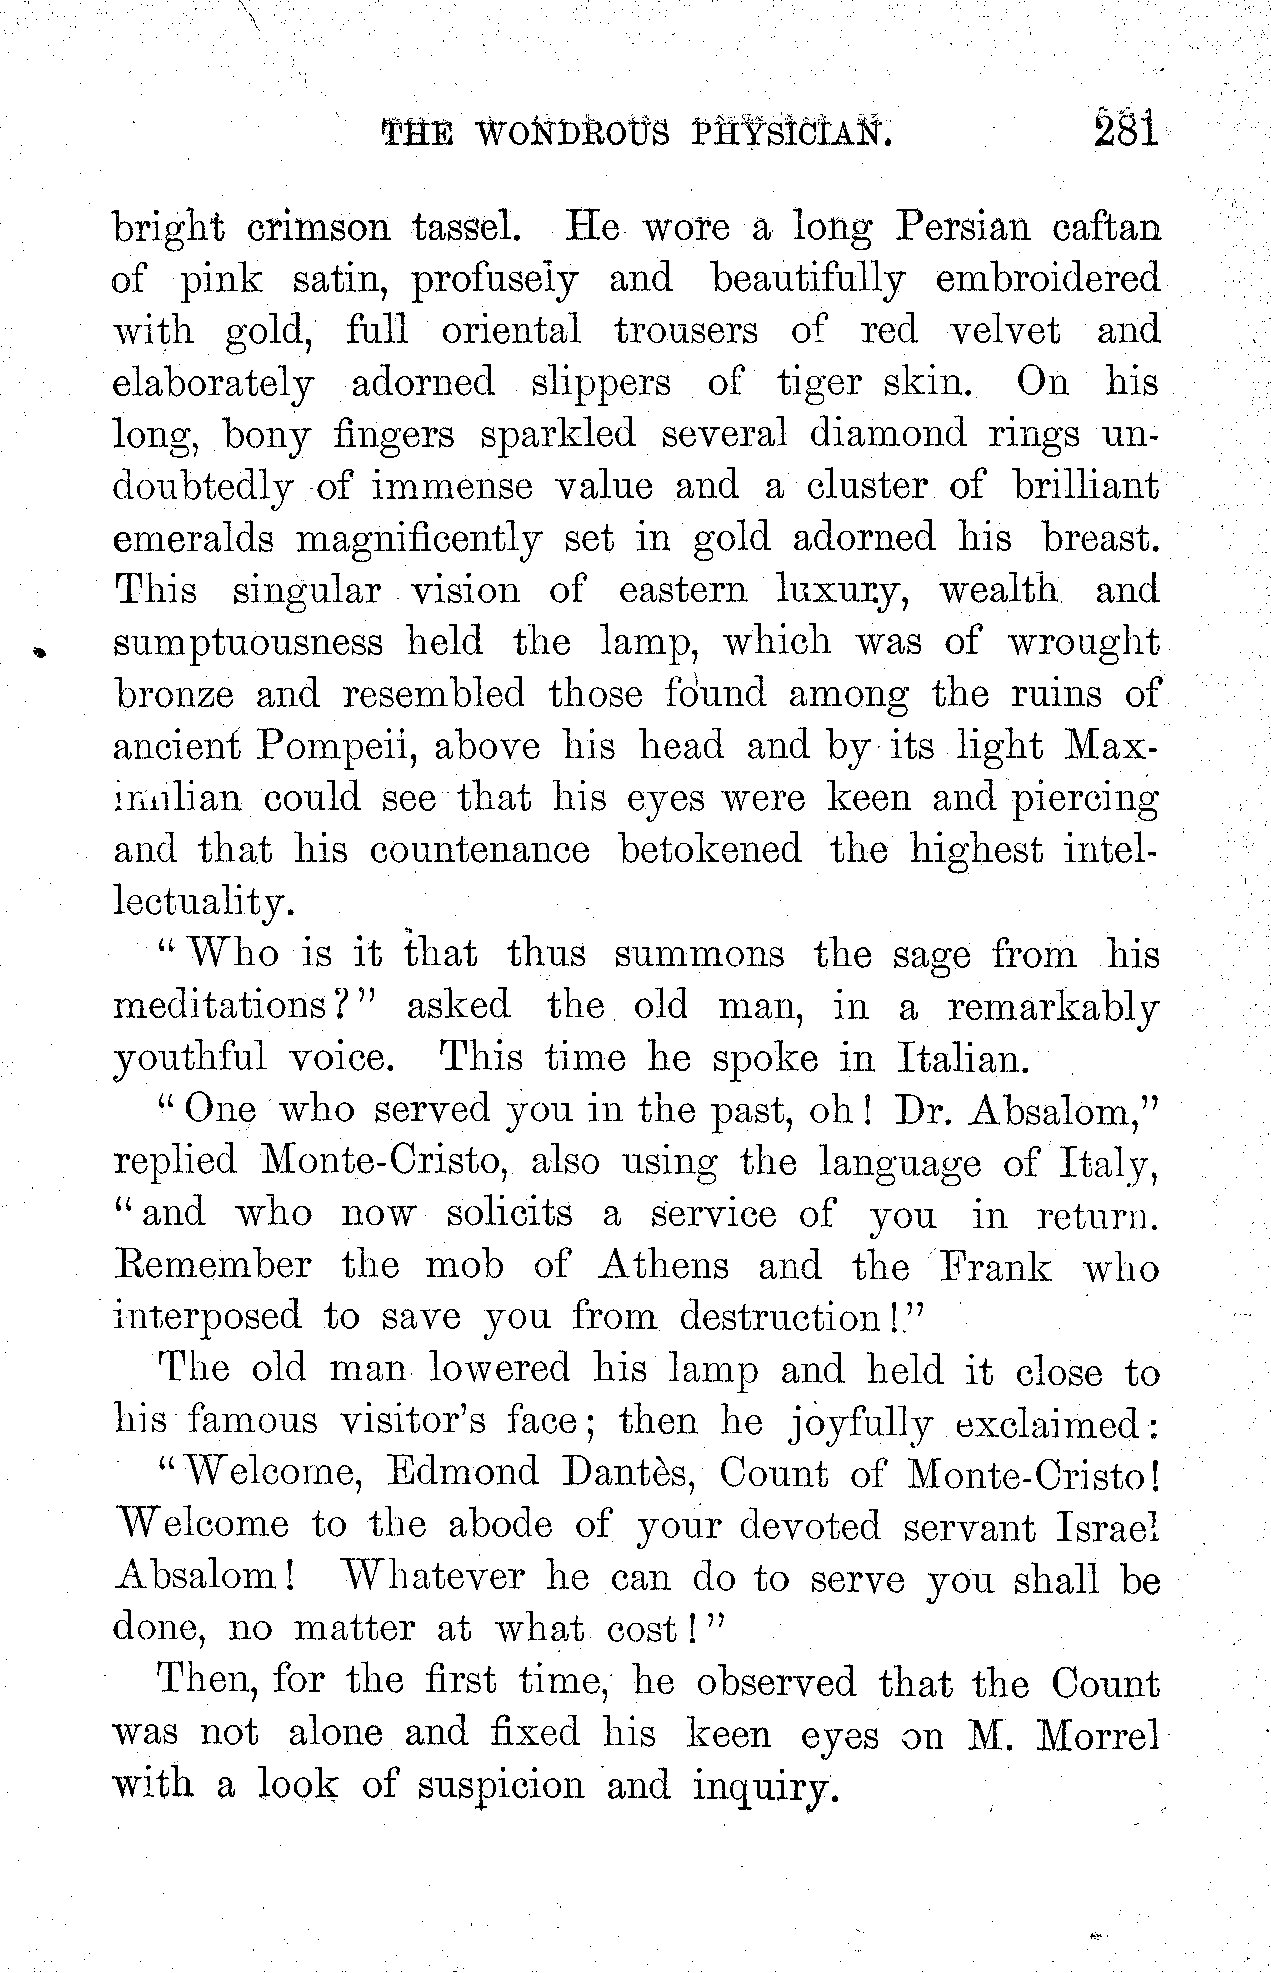 THE WONDROUS PHYSICIAN. 281
bright crimson tassel. He wore a long Persian caftan
of pink satin, profusely and beautifully embroidered
with gold, full oriental trousers of red velvet and
elaborately adorned slippers of tiger skin. On his
long, bony fingers sparkled several diamond rings un-
doubtedly of immense value and a cluster of brilliant
emeralds magnificently set in gold adorned his breast.
This singular vision of eastern luxury, wealth and
sumptuousness held the lamp, which was of wrought
bronze and resembled those found among the ruins of
ancient Pompeii, above his head and by its light Max-
imilian could see that his eyes were keen and piercing
and that his countenance betokened the highest intel-
lectuality.
"Who is it that thus summons the sage from his
meditations?" asked the old man, in a remarkably
youthful voice. This time he spoke in Italian.
"One who served you in the past, oh! Dr. Absalom,"
replied Monte-Cristo, also using the language of Italy,
"and who now solicits a service of you in return.
Remember the mob of Athens and the Frank who
interposed to save you from destruction!"
The old man lowered his lamp and held it close to
his famous visitor's face; then he joyfully exclaimed:
"Welcome, Edmond Dantès, Count of Monte-Cristo!
Welcome to the abode of your devoted servant Israel
Absalom! Whatever he can do to serve you shall be
done, no matter at what cost!"
Then, for the first time, he observed that the Count
was not alone and fixed his keen eyes on M. Morrel
with a look of suspicion and inquiry.